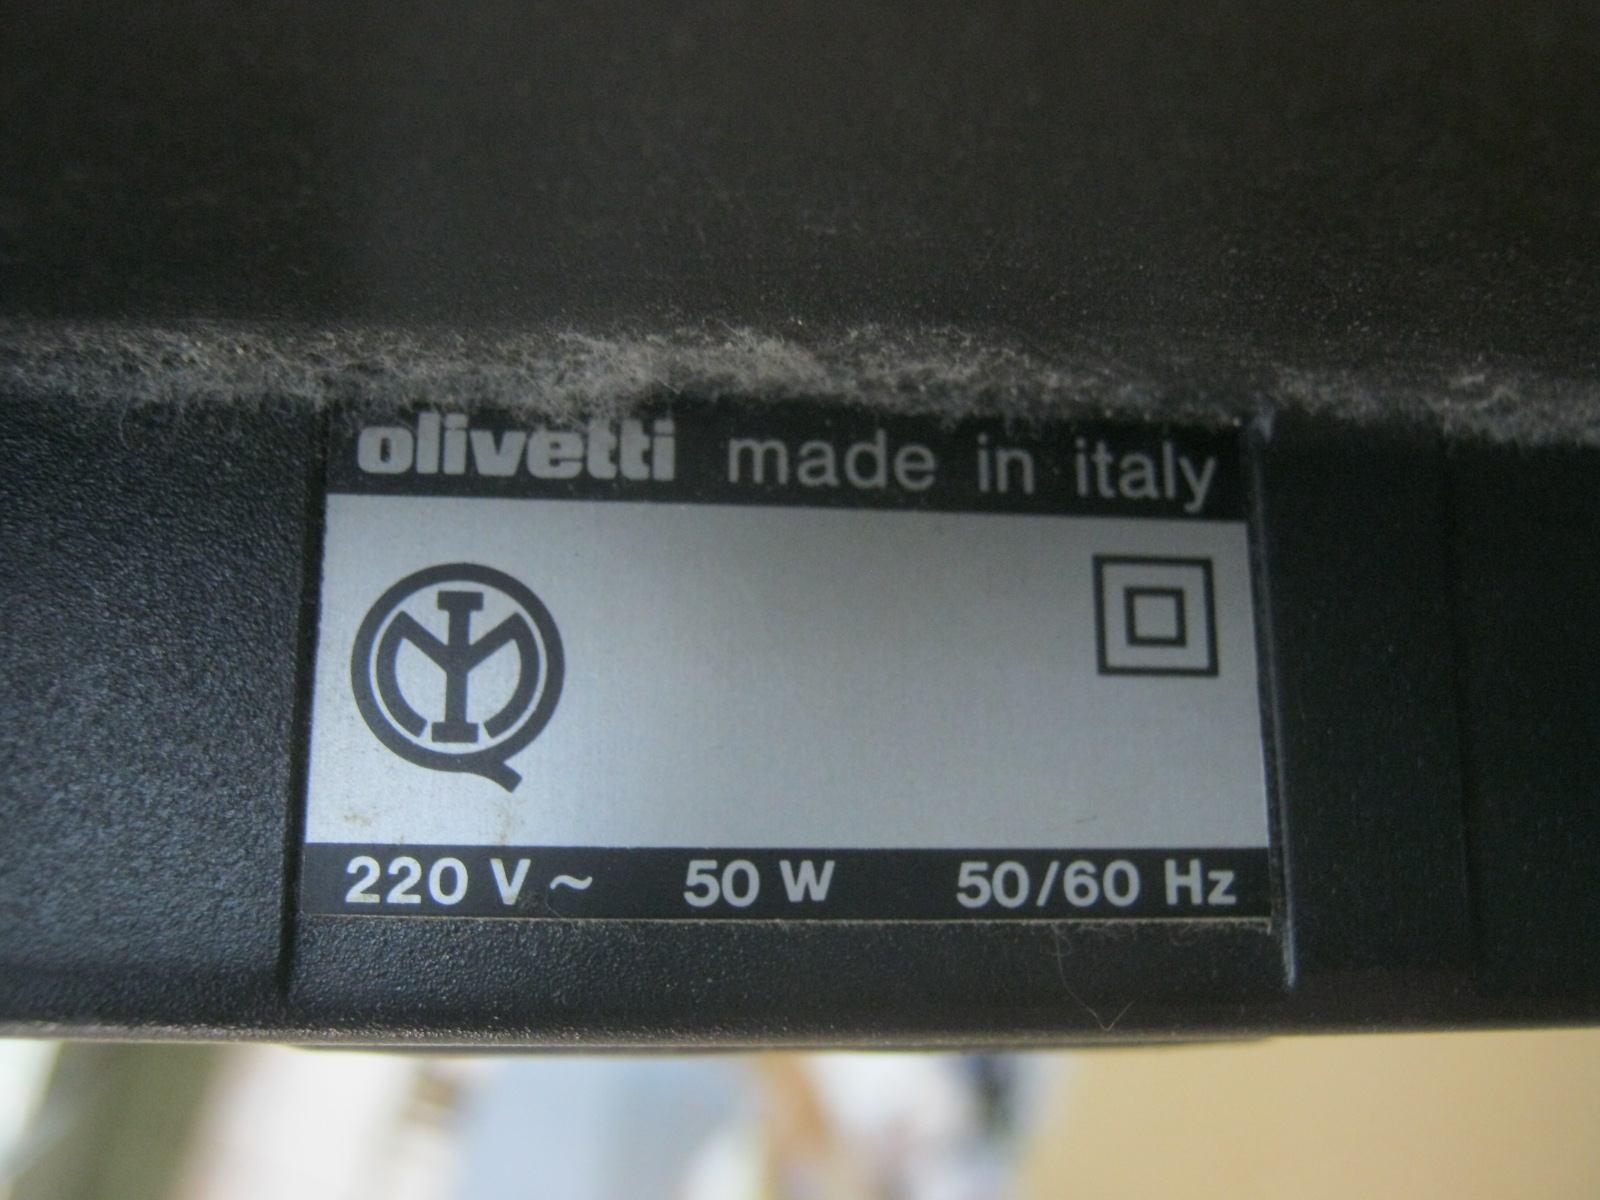 olivetti made in italy
220 V ~ 50 W 50/60 Hz